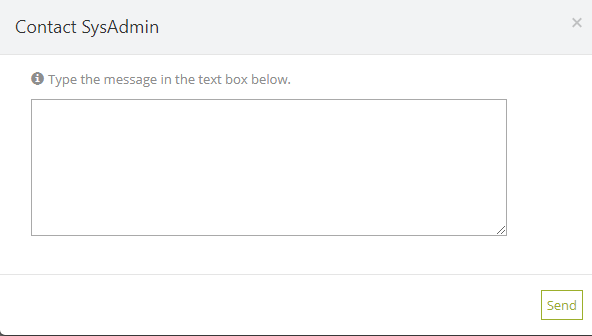 Contact SysAdmin
Type the message in the text box below.
Send